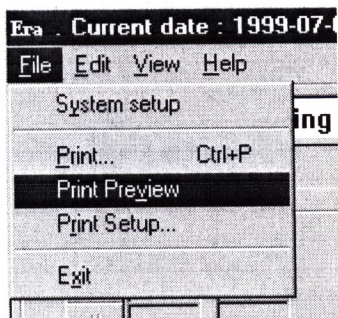 Era . Current date : 1999-07-
File Edit View Help
System setup
ing
Print... Ctrl+P
Print Preview
Print Setup...
Exit